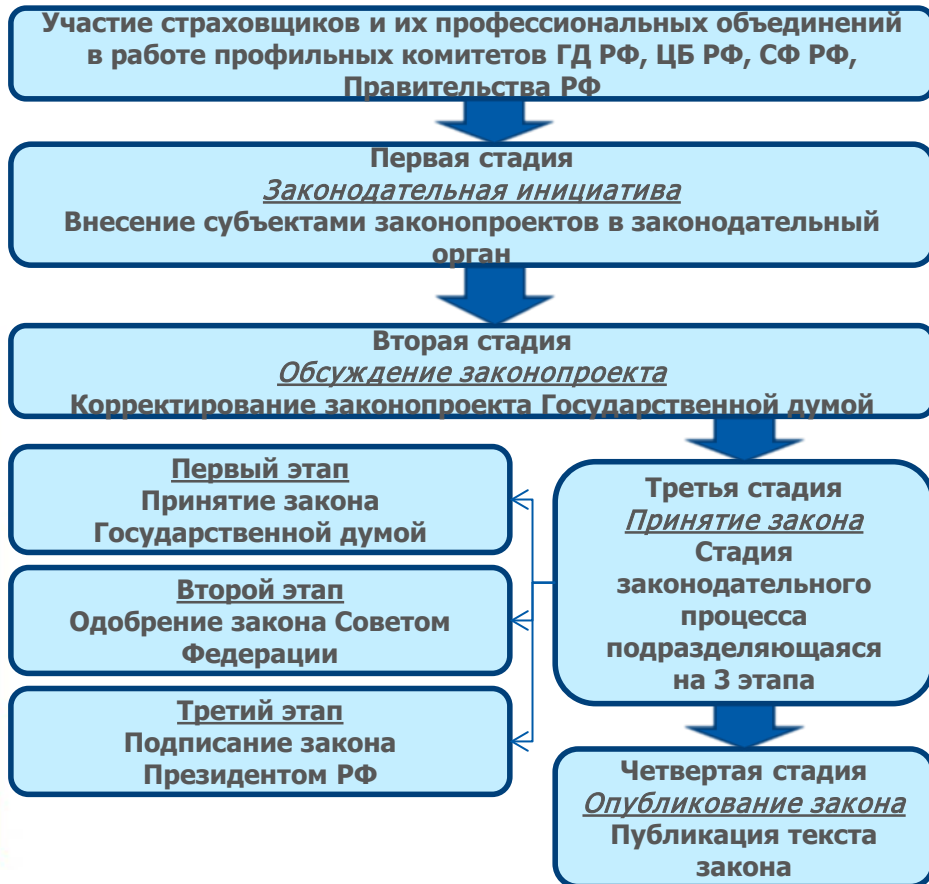 Участие страховщиков и их профессиональных объединений
в работе профильных комитетов ГД РФ, ЦБ РФ, СФ РФ,
Правительства РФ
Первая стадия
Законодательная инициатива
Внесение субъектами законопроектов в законодательный
орган
Вторая стадия
Обсуждение законопроекта
Корректирование законопроекта Государственной думой
Третья стадия
Принятие закона
Стадия
законодательного
процесса
подразделяющаяся
на 3 этапа
Первый этап
Принятие закона
Государственной думой
Второй этап
Одобрение закона Советом
Федерации
Третий этап
Подписание закона
Президентом РФ
Четвертая стадия
Опубликование закона
Публикация текста
закона